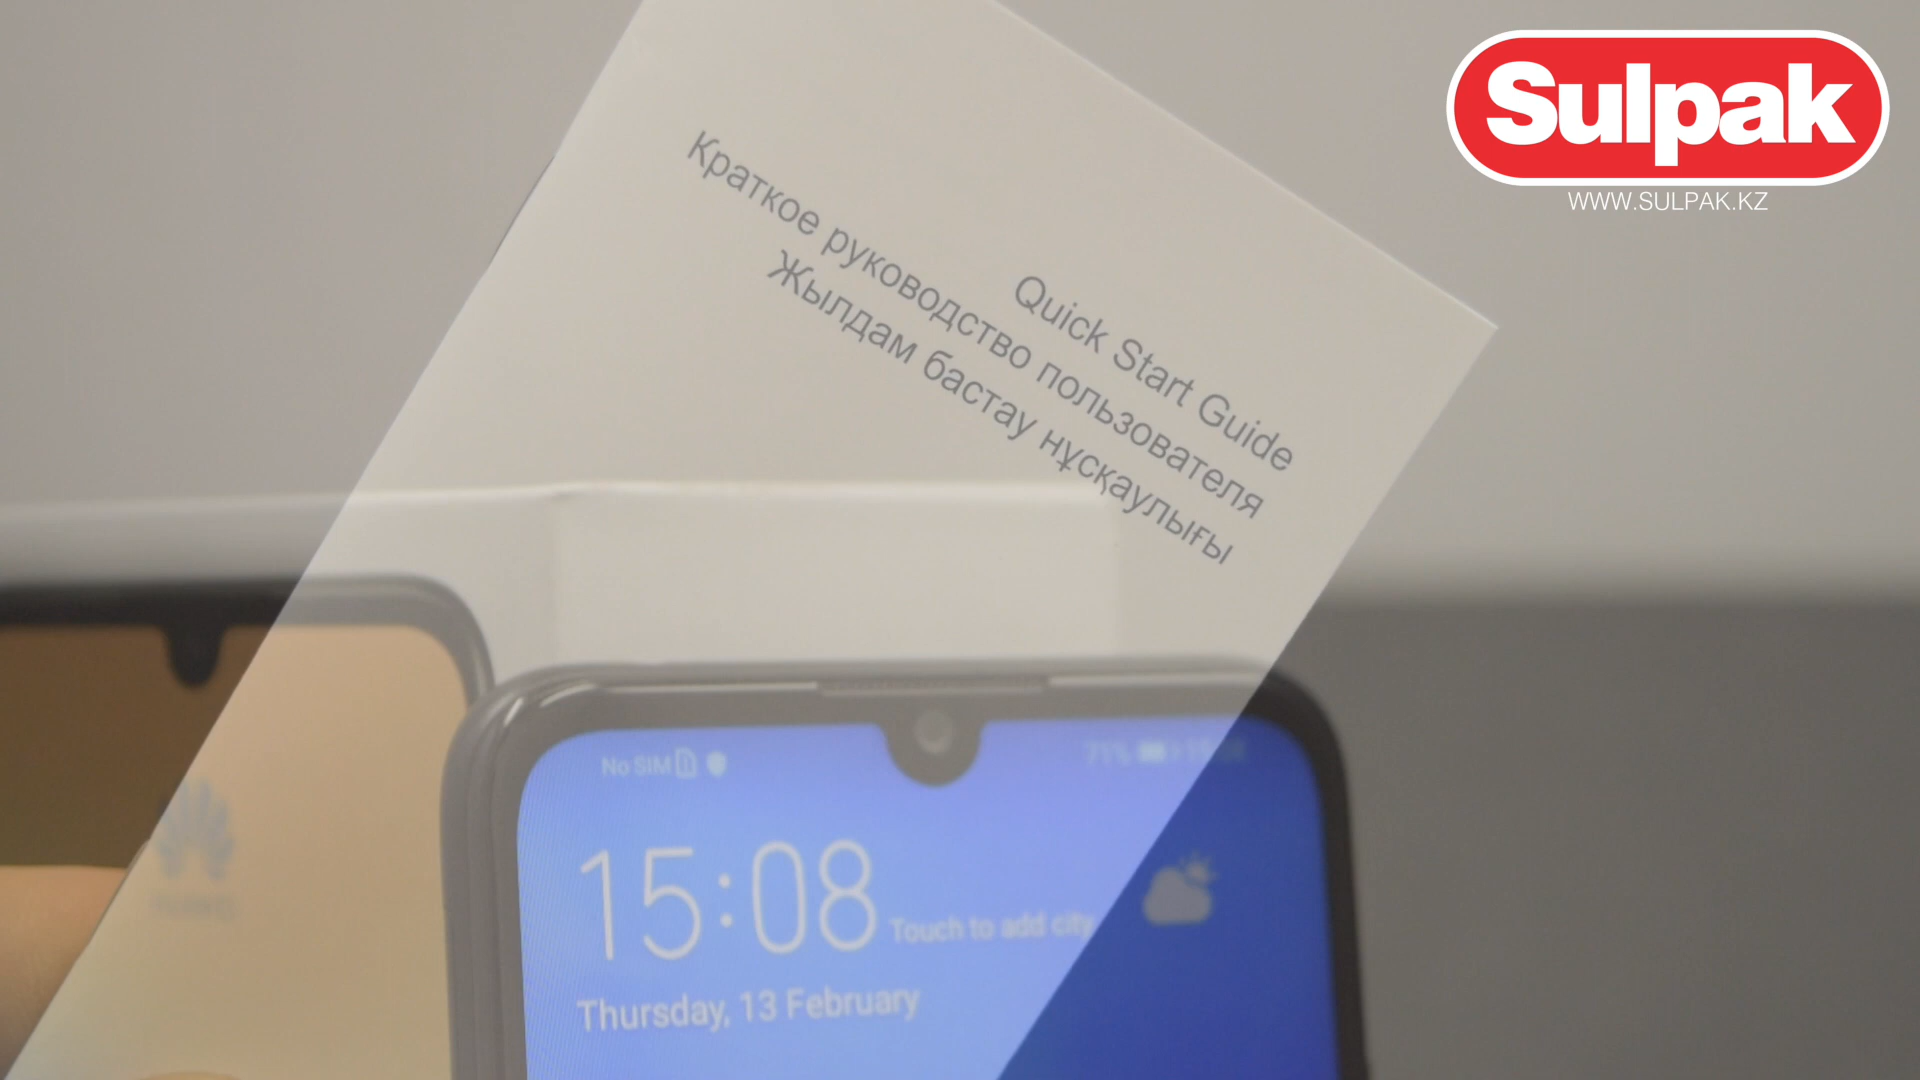 Sulpak
WWW.SULPAK.KZ
Quick Start Guide
Краткое руководство пользователя
Жылдам бастау нұсқаулығы
No SIM
71%
15:08
Touch to add city
Thursday, 13 February